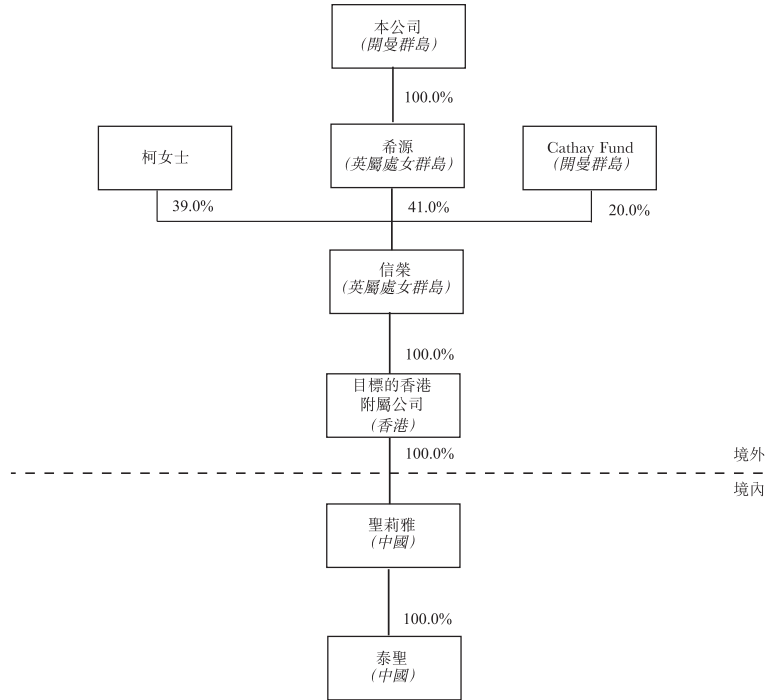 本公司
(開曼群島)
100.0%
柯女士
希源
(英屬處女群島)
Cathay Fund
(開曼群島)
39.0%
41.0%
20.0%
信榮
(英屬處女群島)
100.0%
目標的香港
附屬公司
(香港)
100.0%
境外
境內
聖莉雅
(中國)
100.0%
泰聖
(中國)